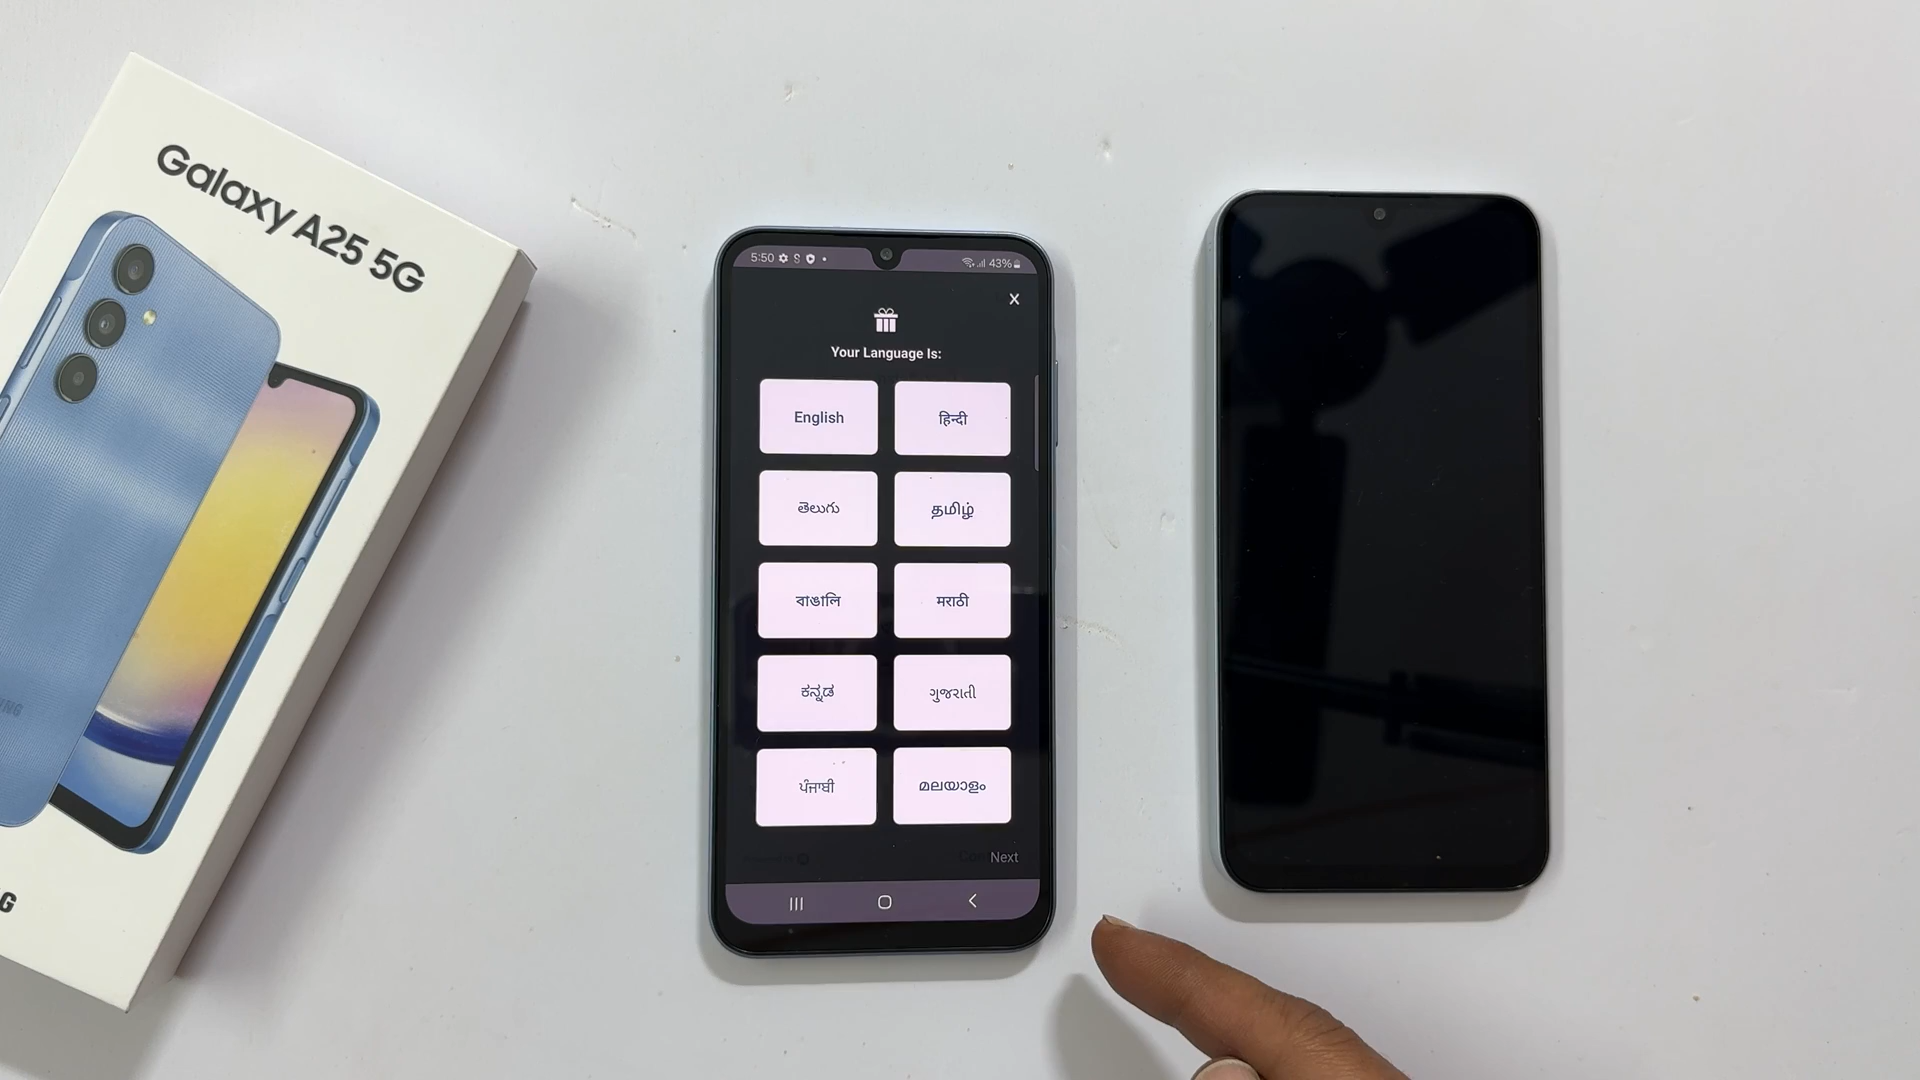 Galaxy A25 5G
5:50
43%
X
Your Language Is:
English
हिन्दी
తెలుగు
தமிழ்
বাঙালি
मराठी
ಕನ್ನಡ
ગુજરાતી
ਪੰਜਾਬੀ
മലയാളം
Next